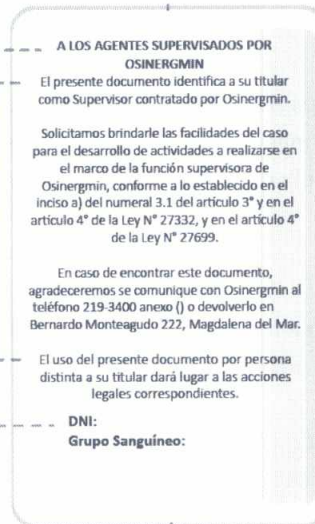 A LOS AGENTES SUPERVISADOS POR
OSINERGMIN
El presente documento identifica a su titular
como Supervisor contratado por Osinergmin.
Solicitamos brindarle las facilidades del caso
para el desarrollo de actividades a realizarse en
el marco de la función supervisora de
Osinergmin, conforme a lo establecido en el
inciso a) del numeral 3.1 del artículo 3° y en el
artículo 4° de la Ley N° 27332, y en el artículo 4°
de la Ley N° 27699.
En caso de encontrar este documento,
agradeceremos se comunique con Osinergmin al
teléfono 219-3400 anexo () o devolverlo en
Bernardo Monteagudo 222, Magdalena del Mar.
El uso del presente documento por persona
distinta a su titular dará lugar a las acciones
legales correspondientes.
DNI:
Grupo Sanguíneo: